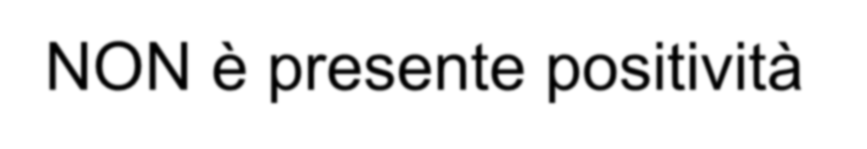 NON è presente positività